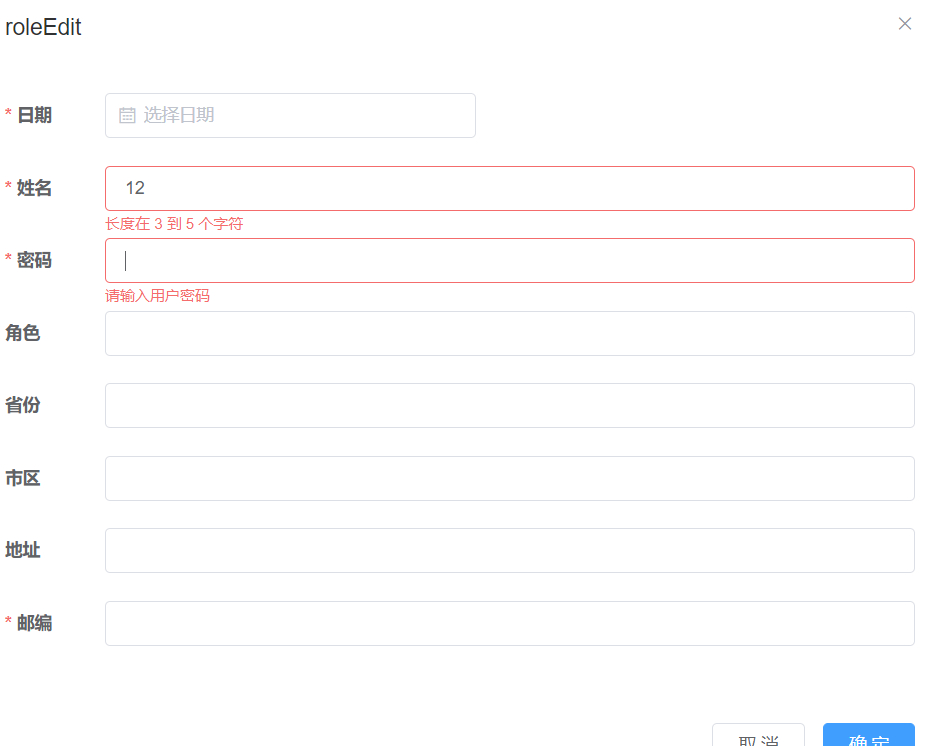 roleEdit
* 日期 选择日期
* 姓名 12
长度在 3 到 5 个字符
* 密码
请输入用户密码
角色
省份
市区
地址
* 邮编
取消 确定